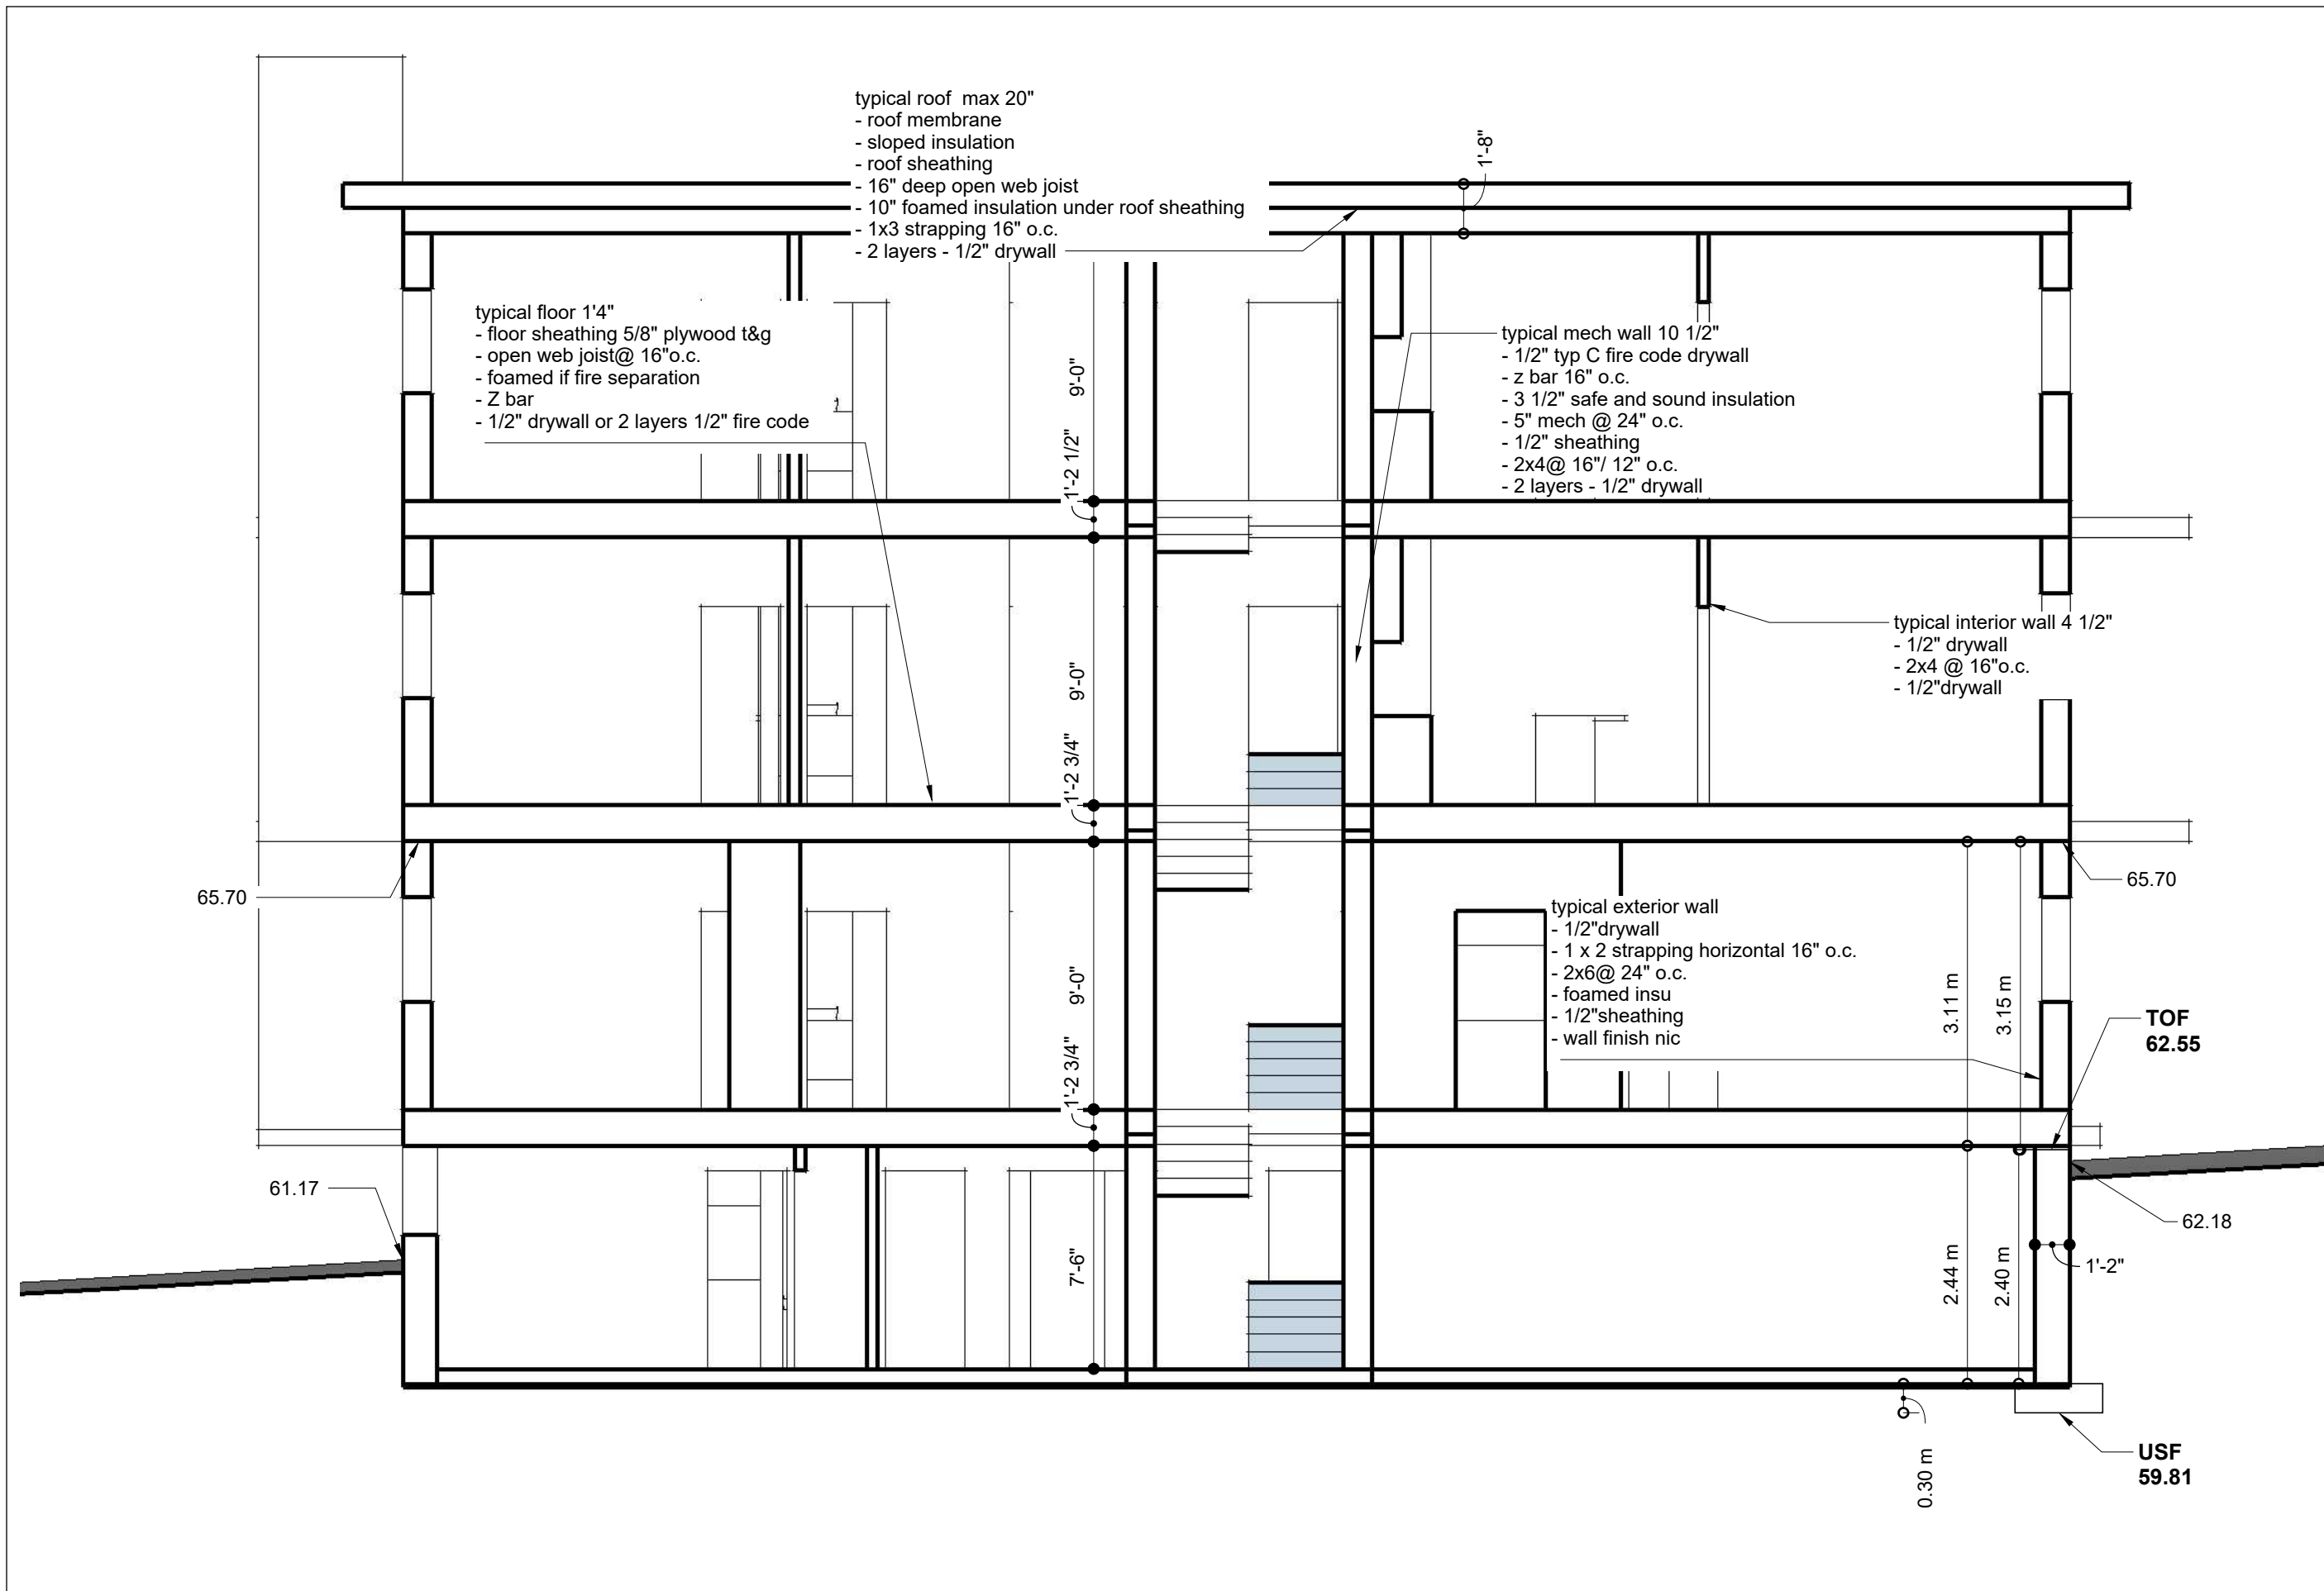 typical roof  max 20"
- roof membrane
- sloped insulation
- roof sheathing
- 16" deep open web joist
- 10" foamed insulation under roof sheathing
- 1x3 strapping 16" o.c.
- 2 layers - 1/2" drywall
1'-8"
typical floor 1'4"
- floor sheathing 5/8" plywood t&g
- open web joist@ 16"o.c.
- foamed if fire separation
- Z bar
- 1/2" drywall or 2 layers 1/2" fire code
9'-0"
1'-2 1/2"
typical mech wall 10 1/2"
- 1/2" typ C fire code drywall
- z bar 16" o.c.
- 3 1/2" safe and sound insulation
- 5" mech @ 24" o.c.
- 1/2" sheathing
- 2x4@ 16"/ 12" o.c.
- 2 layers - 1/2" drywall
typical interior wall 4 1/2"
- 1/2" drywall
- 2x4 @ 16"o.c.
- 1/2"drywall
9'-0"
1'-2 3/4"
65.70
65.70
typical exterior wall
- 1/2"drywall
- 1 x 2 strapping horizontal 16" o.c.
- 2x6@ 24" o.c.
- foamed insu
- 1/2"sheathing
- wall finish nic
9'-0"
1'-2 3/4"
3.11 m
3.15 m
TOF
62.55
61.17
62.18
7'-6"
2.44 m
2.40 m
1'-2"
0.30 m
USF
59.81